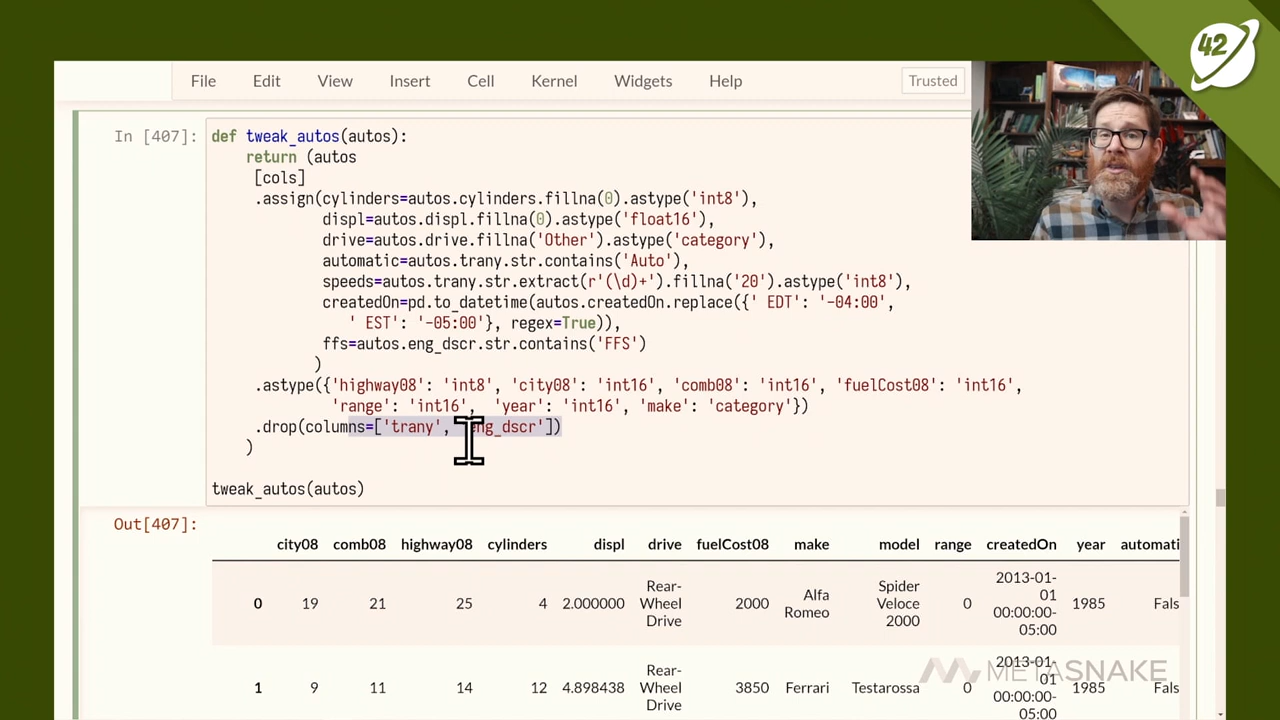 42
File Edit View Insert Cell Kernel Widgets Help Trusted
In [407]:
def tweak_autos(autos):
    return (autos
     [cols]
     .assign(cylinders=autos.cylinders.fillna(0).astype('int8'),
             displ=autos.displ.fillna(0).astype('float16'),
             drive=autos.drive.fillna('Other').astype('category'),
             automatic=autos.trany.str.contains('Auto'),
             speeds=autos.trany.str.extract(r'(\d)+').fillna('20').astype('int8'),
             createdOn=pd.to_datetime(autos.createdOn.replace({' EDT': '-04:00',
                ' EST': '-05:00'}, regex=True)),
             ffs=autos.eng_dscr.str.contains('FFS')
            )
     .astype({'highway08': 'int8', 'city08': 'int16', 'comb08': 'int16', 'fuelCost08': 'int16',
              'range': 'int16',  'year': 'int16', 'make': 'category'})
     .drop(columns=['trany', 'eng_dscr'])
    )
tweak_autos(autos)
Out[407]:
city08 comb08 highway08 cylinders displ drive fuelCost08 make model range createdOn year automati
0 19 21 25 4 2.000000 Rear-
Wheel
Drive
2000 Alfa
Romeo
Spider
Veloce
2000
0 2013-01-
01
00:00:00-
05:00
1985 Fals
1 9 11 14 12 4.898438 Rear-
Wheel
Drive
3850 Ferrari Testarossa 0 2013-01-
01
00:00:00-
05:00
1985 Fals
METASNAKE